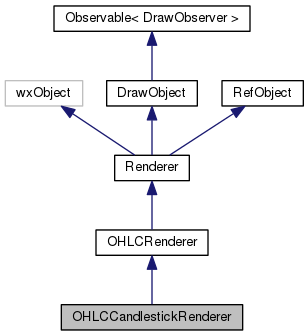 Observable< DrawObserver >
wxObject
DrawObject
RefObject
Renderer
OHLCRenderer
OHLCCandlestickRenderer